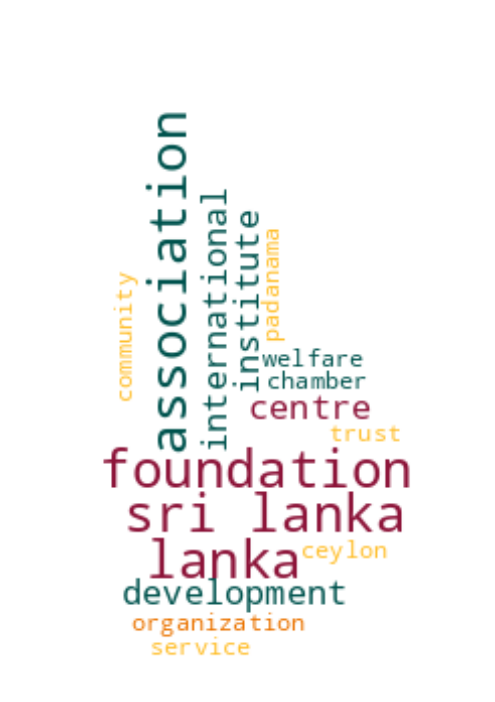 association
international
institute
padanama
community
welfare
chamber
centre
trust
foundation
sri lanka
lanka
ceylon
development
organization
service